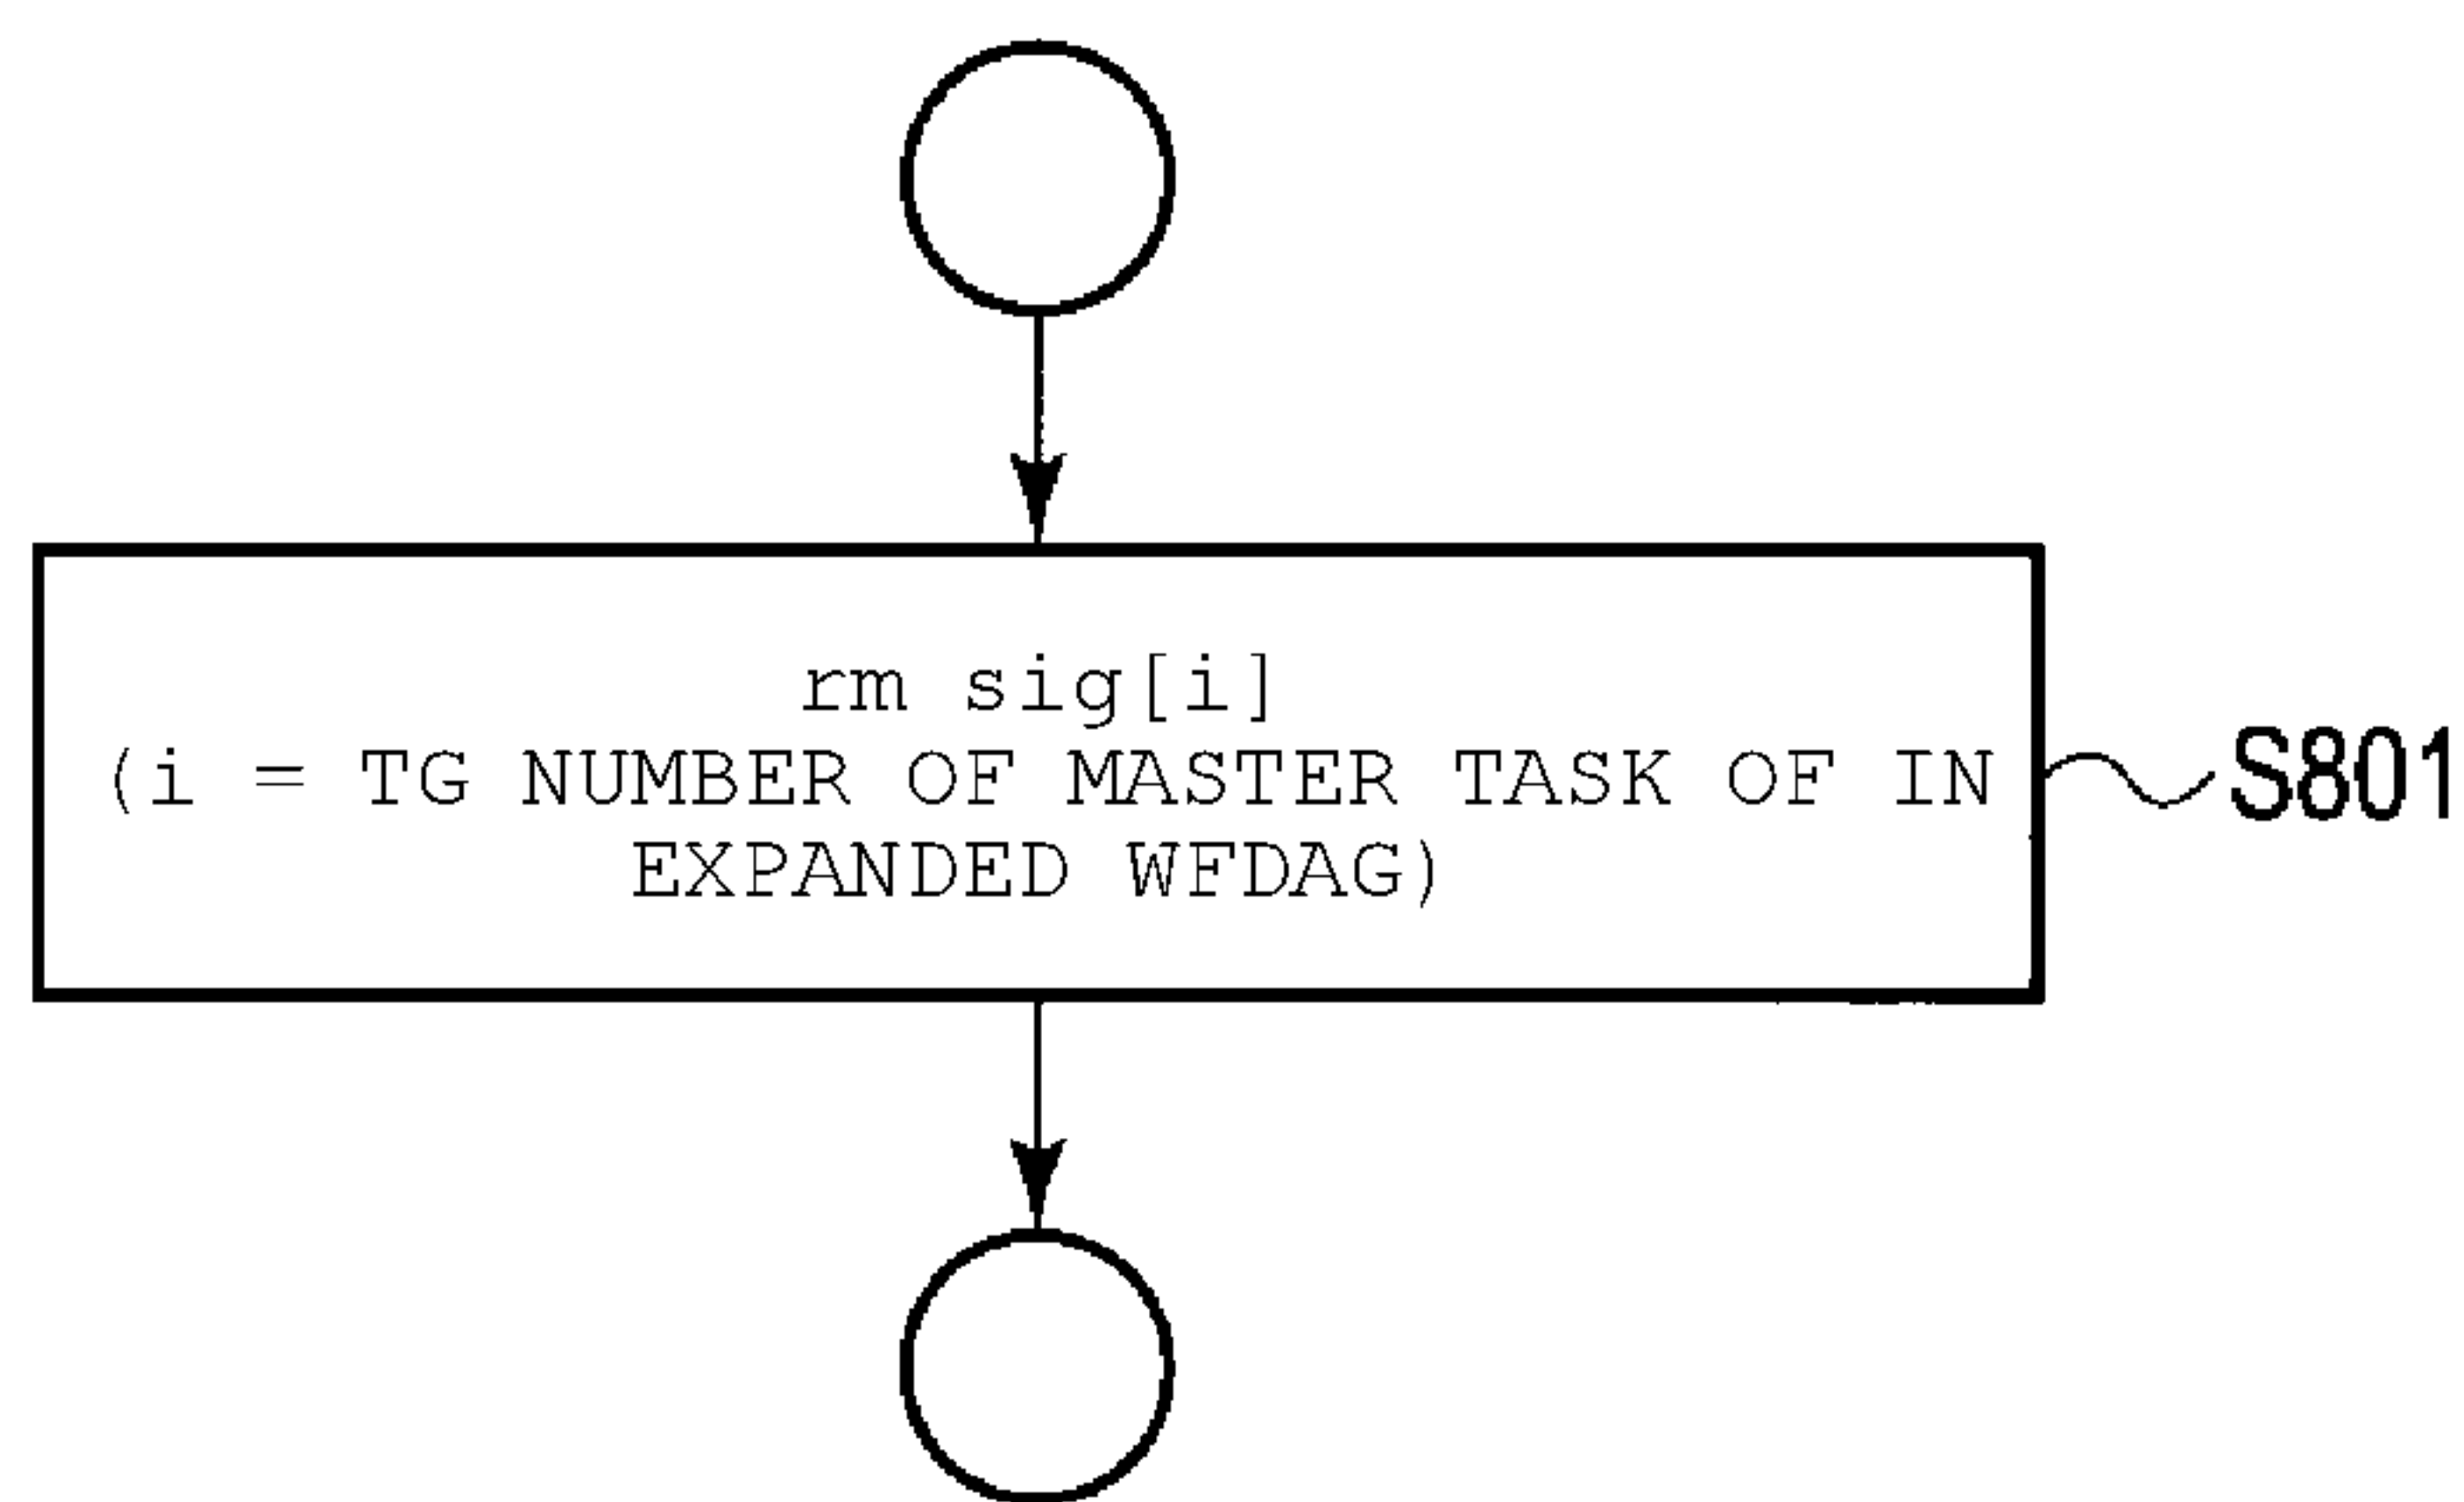 rm sig[i]
(i = TG NUMBER OF MASTER TASK OF IN
EXPANDED WFDAG)
S801